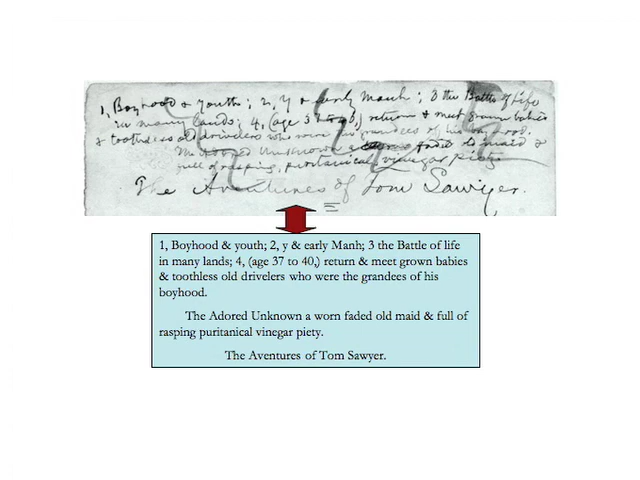 1, Boyhood & youth; 2, y & early Manh; 3 the Battle of life
in many lands; 4, (age 37 to 40,) return & meet grown babies
& toothless old drivelers who were the grandees of his boyhood.
The Adored Unknown a faded old maid &
full of rasping, puritanical vinegar piety
The Aventures of Tom Sawyer.
1, Boyhood & youth; 2, y & early Manh; 3 the Battle of life
in many lands; 4, (age 37 to 40,) return & meet grown babies
& toothless old drivelers who were the grandees of his
boyhood.
The Adored Unknown a worn faded old maid & full of
rasping puritanical vinegar piety.
The Aventures of Tom Sawyer.